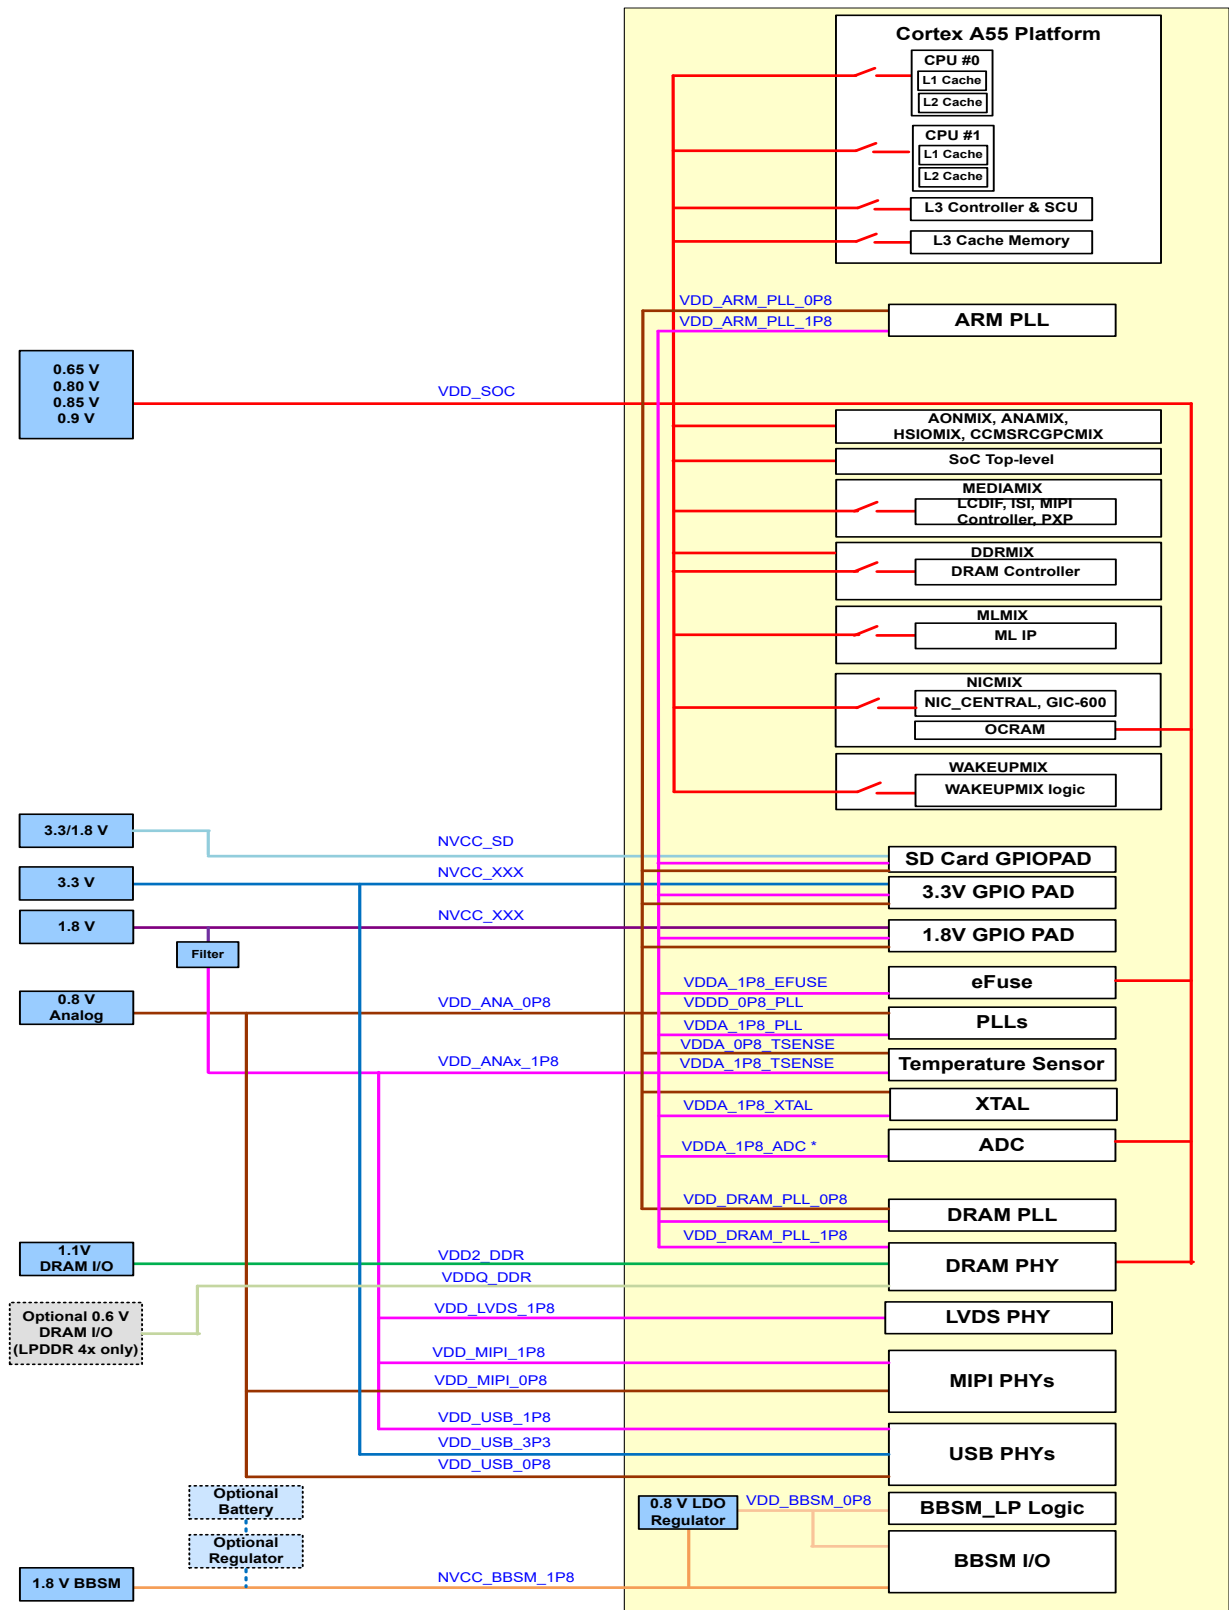 Cortex A55 Platform
CPU #0
L1 Cache
L2 Cache
CPU #1
L1 Cache
L2 Cache
L3 Controller & SCU
L3 Cache Memory
VDD_ARM_PLL_0P8
VDD_ARM_PLL_1P8
ARM PLL
0.65 V
0.80 V
0.85 V
0.9 V
VDD_SOC
AONMIX, ANAMIX,
HSIOMIX, CCMSRCGPCMIX
SoC Top-level
MEDIAMIX
LCDIF, ISI, MIPI
Controller, PXP
DDRMIX
DRAM Controller
MLMIX
ML IP
NICMIX
NIC_CENTRAL, GIC-600
OCRAM
WAKEUPMIX
WAKEUPMIX logic
3.3/1.8 V
NVCC_SD
SD Card GPIOPAD
3.3 V
NVCC_XXX
3.3V GPIO PAD
1.8 V
NVCC_XXX
1.8V GPIO PAD
Filter
VDDA_1P8_EFUSE
eFuse
0.8 V
Analog
VDD_ANA_0P8
VDDD_0P8_PLL
VDDA_1P8_PLL
PLLs
VDDA_0P8_TSENSE
VDD_ANAx_1P8
VDDA_1P8_TSENSE
Temperature Sensor
VDDA_1P8_XTAL
XTAL
VDDA_1P8_ADC *
ADC
VDD_DRAM_PLL_0P8
DRAM PLL
VDD_DRAM_PLL_1P8
1.1V
DRAM I/O
VDD2_DDR
VDDQ_DDR
DRAM PHY
Optional 0.6 V
DRAM I/O
(LPDDR 4x only)
VDD_LVDS_1P8
LVDS PHY
VDD_MIPI_1P8
VDD_MIPI_0P8
MIPI PHYs
VDD_USB_1P8
VDD_USB_3P3
VDD_USB_0P8
USB PHYs
Optional
Battery
0.8 V LDO
Regulator
VDD_BBSM_0P8
BBSM_LP Logic
Optional
Regulator
BBSM I/O
1.8 V BBSM
NVCC_BBSM_1P8